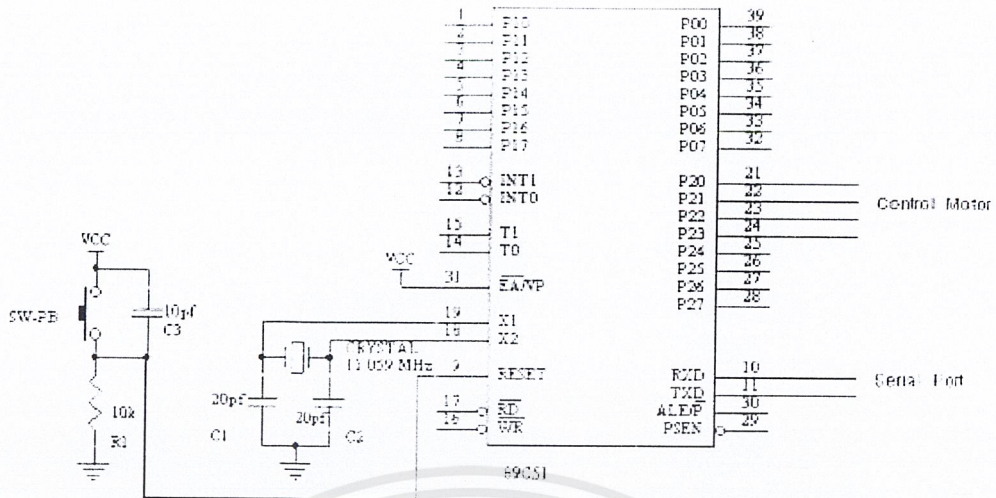 1 P10 P00 39
P11 P01 38
P12 P02 37
4 P13 P03 36
5 P14 P04 35
6 P15 P05 34
7 P16 P06 33
8 P17 P07 32
13 INT1 P20 21
12 INT0 P21 22
P22 23
15 T1 P23 24
14 T0 P24 25
P25 26
31 EA/VP P26 27
P27 28
VCC
VCC
Control Motor
SW-PB
10pf
C3
19 X1
18 X2
CRYSTAL
11 059 MHz
9 RESET RXD 10
TXD 11
Serial Port
17 RD ALE/P 30
16 WR PSEN 29
10k
R1
20pf
C1
20pf
C2
89C51